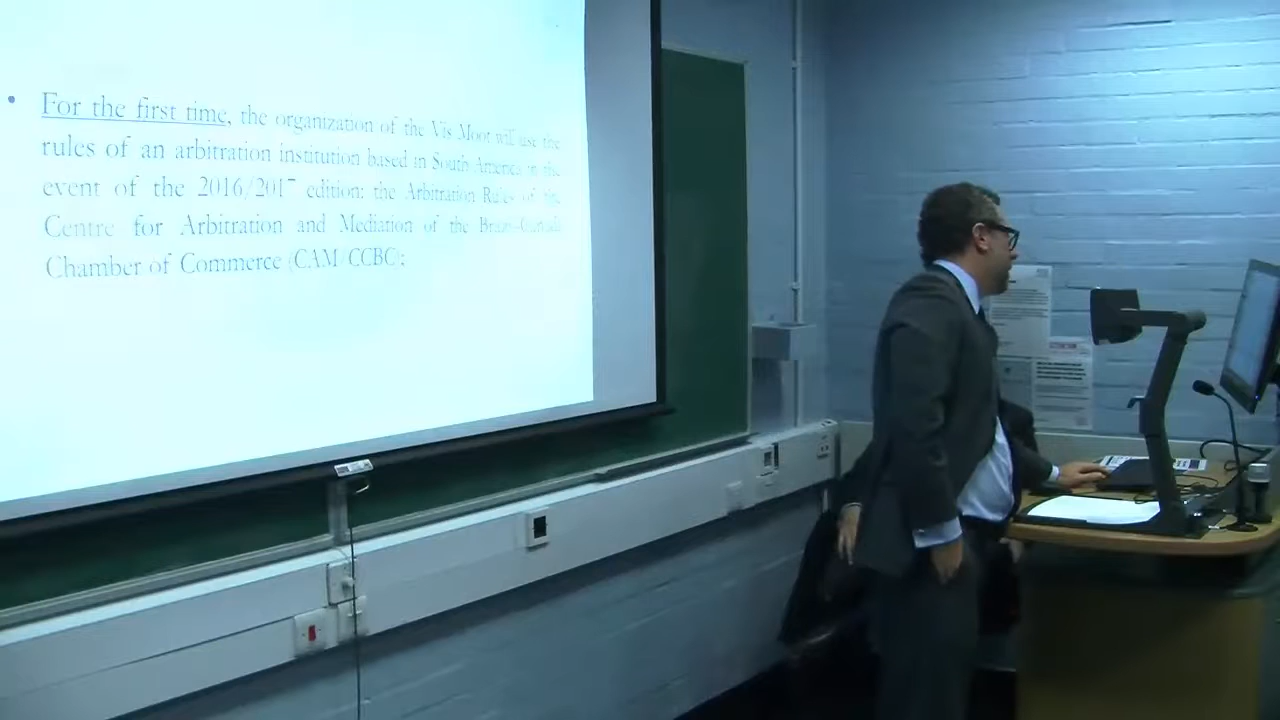 • For the first time, the organization of the Vis Moot will use the
rules of an arbitration institution based in South America in the
event of the 2016/2017 edition: the Arbitration Rules of the
Centre for Arbitration and Mediation of the Brazil-Canada
Chamber of Commerce (CAM/CCBC);